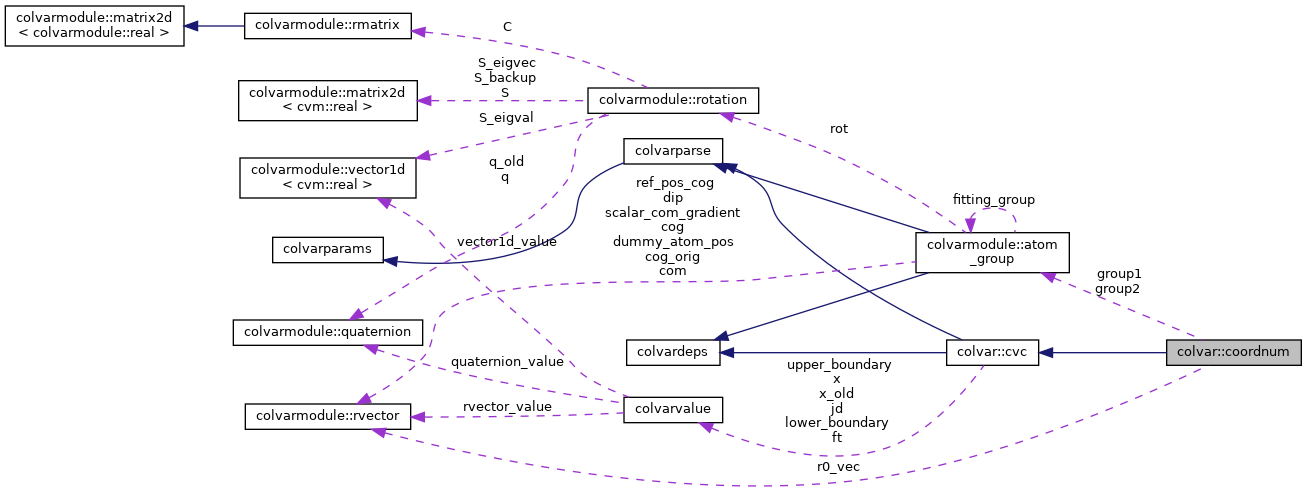 colvarmodule::matrix2d
< colvarmodule::real >
colvarmodule::rmatrix
C
S_eigvec
S_backup
S
colvarmodule::matrix2d
< cvm::real >
colvarmodule::rotation
S_eigval
rot
colvarparse
q_old
q
colvarmodule::vector1d
< cvm::real >
ref_pos_cog
dip
scalar_com_gradient
cog
dummy_atom_pos
cog_orig
com
fitting_group
colvarparams
vector1d_value
colvarmodule::atom
_group
group1
group2
colvarmodule::quaternion
colvardeps
colvar::cvc
colvar::coordnum
quaternion_value
upper_boundary
x
x_old
jd
lower_boundary
ft
colvarmodule::rvector
rvector_value
colvarvalue
r0_vec